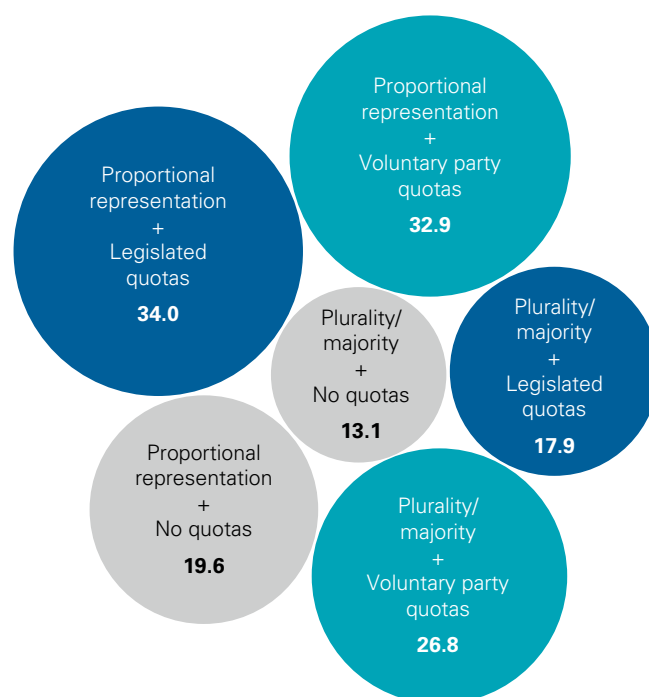 Proportional
representation
+
Voluntary party
quotas
32.9
Proportional
representation
+
Legislated
quotas
34.0
Plurality/
majority
+
No quotas
13.1
Plurality/
majority
+
Legislated
quotas
17.9
Proportional
representation
+
No quotas
19.6
Plurality/
majority
+
Voluntary party
quotas
26.8